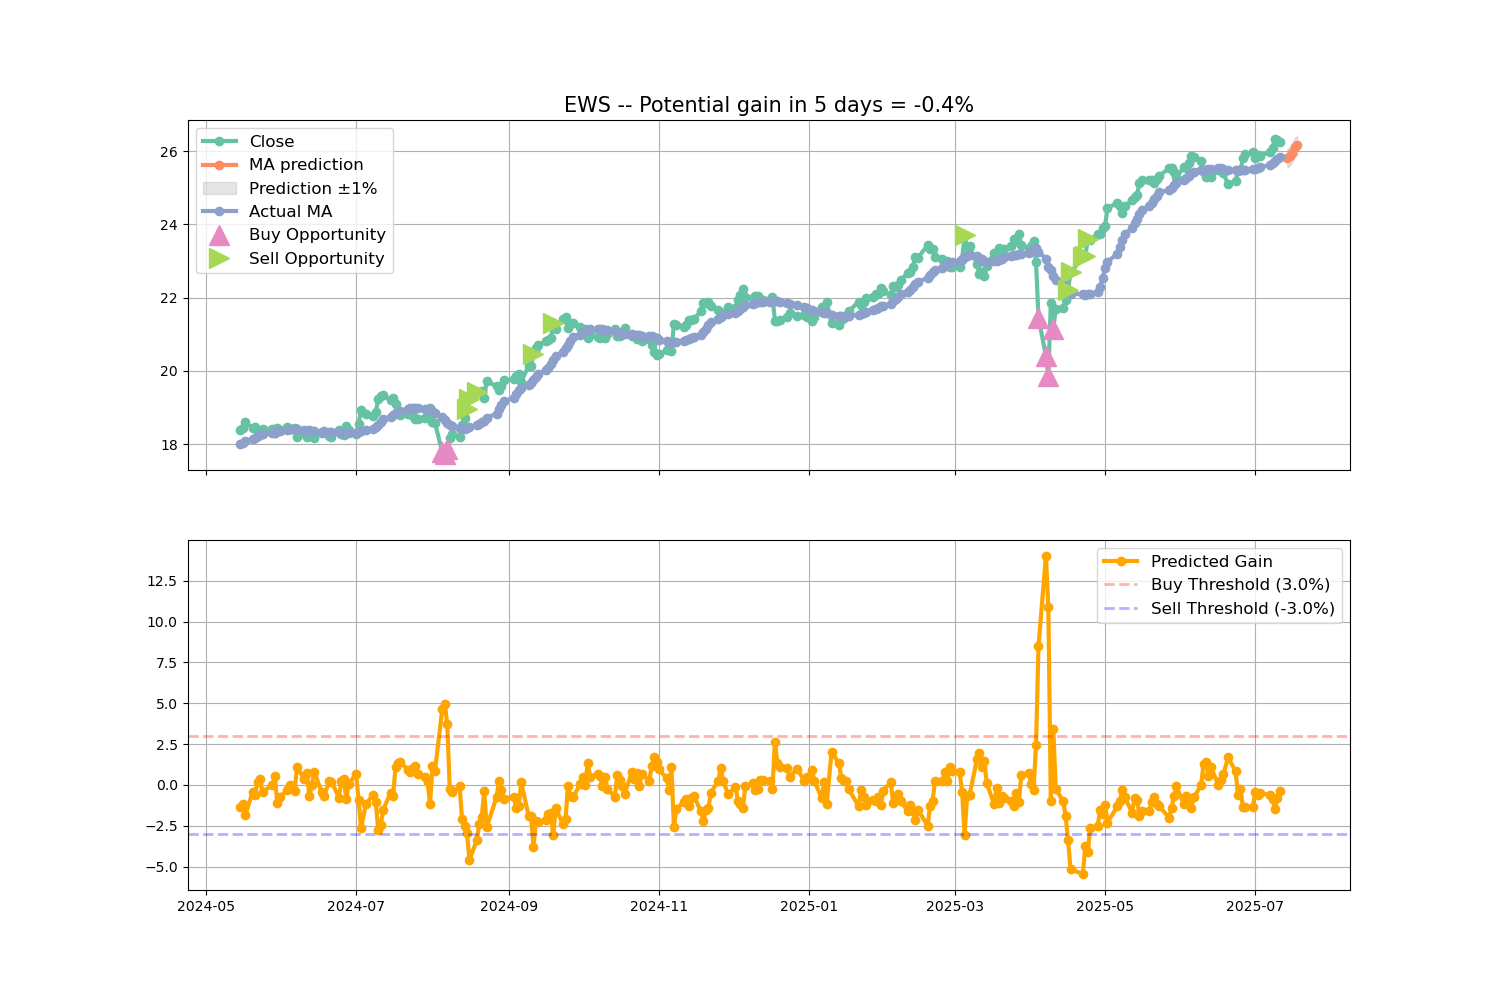 EWS -- Potential gain in 5 days = -0.4%
Close
MA prediction
Prediction ±1%
Actual MA
Buy Opportunity
Sell Opportunity
26
24
22
20
18
Predicted Gain
Buy Threshold (3.0%)
Sell Threshold (-3.0%)
12.5
10.0
7.5
5.0
2.5
0.0
−2.5
−5.0
2024-05 2024-07 2024-09 2024-11 2025-01 2025-03 2025-05 2025-07